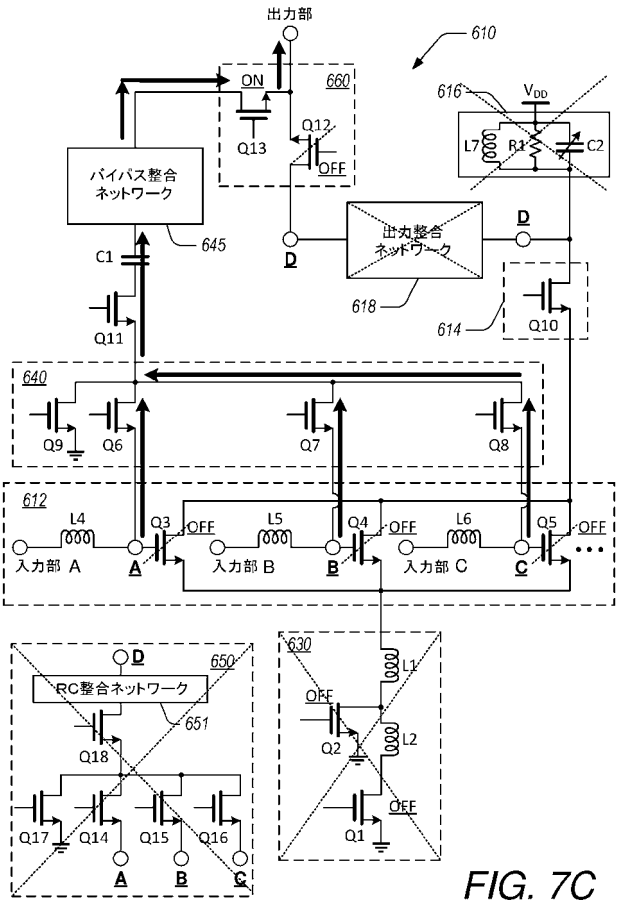 出力部
610
660
616
614
ON
VDD
Q12
L7
R1
C2
Q13
OFF
バイパス整合
ネットワーク
出力整合
ネットワーク
D
D
645
C1
618
Q11
Q10
640
Q9
Q6
Q7
Q8
612
L4
Q3
OFF
L5
Q4
OFF
L6
Q5
OFF
入力部 A
A
入力部 B
B
入力部 C
C
650
D
RC整合ネットワーク
651
Q18
Q17
Q14
Q15
Q16
A
B
C
630
L1
OFF
Q2
L2
OFF
Q1
FIG. 7C